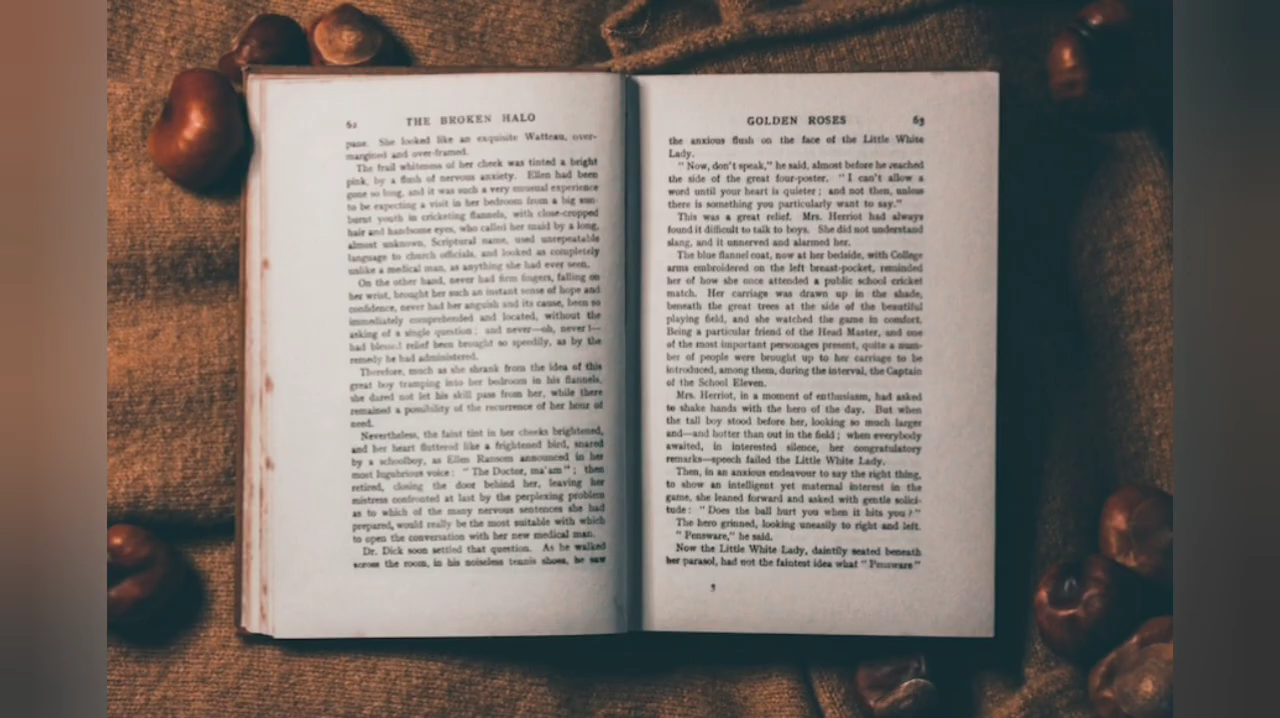 62 THE BROKEN HALO
pane. She looked like an exquisite Watteau, over-
margined and over-framed.
The frail whiteness of her cheek was tinted a bright
pink, by a flush of nervous anxiety. Ellen had been
gone so long, and it was such a very unusual experience
to be expecting a visit in her bedroom from a big sun-
burnt youth in cricketing flannels, with close-cropped
hair and handsome eyes, who called her maid by a long,
almost unknown, Scriptural name, used unrepeatable
language to church officials, and looked as completely
unlike a medical man, as anything she had ever seen.
On the other hand, never had firm fingers, falling on
her wrist, brought her such an instant sense of hope and
confidence, never had her anguish and its cause, been so
immediately comprehended and located, without the
asking of a single question; and never—oh, never!—
had blessed relief been brought so speedily, as by the
remedy he had administered.
Therefore, much as she shrank from the idea of this
great boy tramping into her bedroom in his flannels,
she dared not let his skill pass from her, while there
remained a possibility of the recurrence of her hour of
need.
Nevertheless, the faint tint in her cheeks brightened,
and her heart fluttered like a frightened bird, snared
by a schoolboy, as Ellen Ransom announced in her
most lugubrious voice: "The Doctor, ma'am"; then
retired, closing the door behind her, leaving her
mistress confronted at last by the perplexing problem
as to which of the many nervous sentences she had
prepared, would really be the most suitable with which
to open the conversation with her new medical man.
Dr. Dick soon settled that question. As he walked
across the room, in his noiseless tennis shoes, he saw
GOLDEN ROSES 63
the anxious flush on the face of the Little White
Lady.
"Now, don't speak," he said, almost before he reached
the side of the great four-poster. "I can't allow a
word until your heart is quieter; and not then, unless
there is something you particularly want to say."
This was a great relief. Mrs. Herriot had always
found it difficult to talk to boys. She did not understand
slang, and it unnerved and alarmed her.
The blue flannel coat, now at her bedside, with College
arms embroidered on the left breast-pocket, reminded
her of how she once attended a public school cricket
match. Her carriage was drawn up in the shade,
beneath the great trees at the side of the beautiful
playing field, and she watched the game in comfort.
Being a particular friend of the Head Master, and one
of the most important personages present, quite a num-
ber of people were brought up to her carriage to be
introduced, among them, during the interval, the Captain
of the School Eleven.
Mrs. Herriot, in a moment of enthusiasm, had asked
to shake hands with the hero of the day. But when
the tall boy stood before her, looking so much larger
and—and hotter than out in the field; when everybody
awaited, in interested silence, her congratulatory
remarks—speech failed the Little White Lady.
Then, in an anxious endeavour to say the right thing,
to show an intelligent yet maternal interest in the
game, she leaned forward and asked with gentle solici-
tude: "Does the ball hurt you when it hits you?"
The hero grinned, looking uneasily to right and left.
"Pensware," he said.
Now the Little White Lady, daintily seated beneath
her parasol, had not the faintest idea what "Pensware"
5